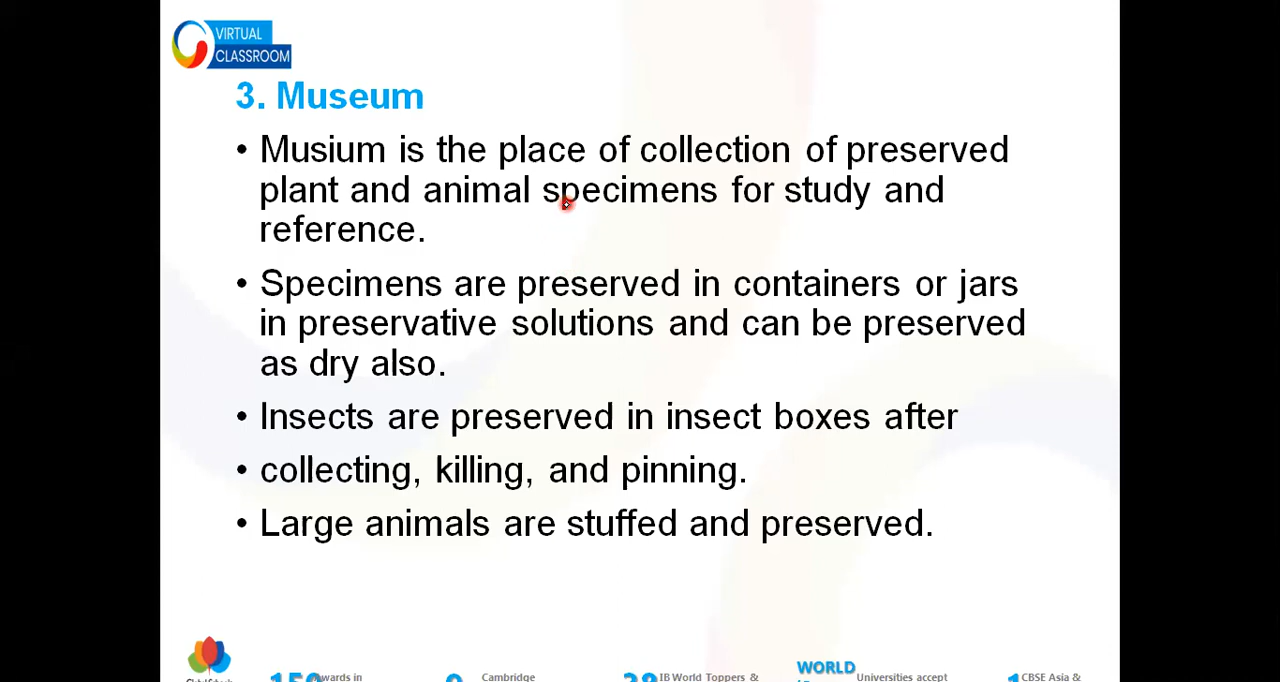 VIRTUAL
CLASSROOM
3. Museum
• Musium is the place of collection of preserved
plant and animal specimens for study and
reference.
• Specimens are preserved in containers or jars
in preservative solutions and can be preserved
as dry also.
• Insects are preserved in insect boxes after
• collecting, killing, and pinning.
• Large animals are stuffed and preserved.
Awards in
Cambridge
IB World Toppers &
WORLD
Universities accept
CBSE Asia &